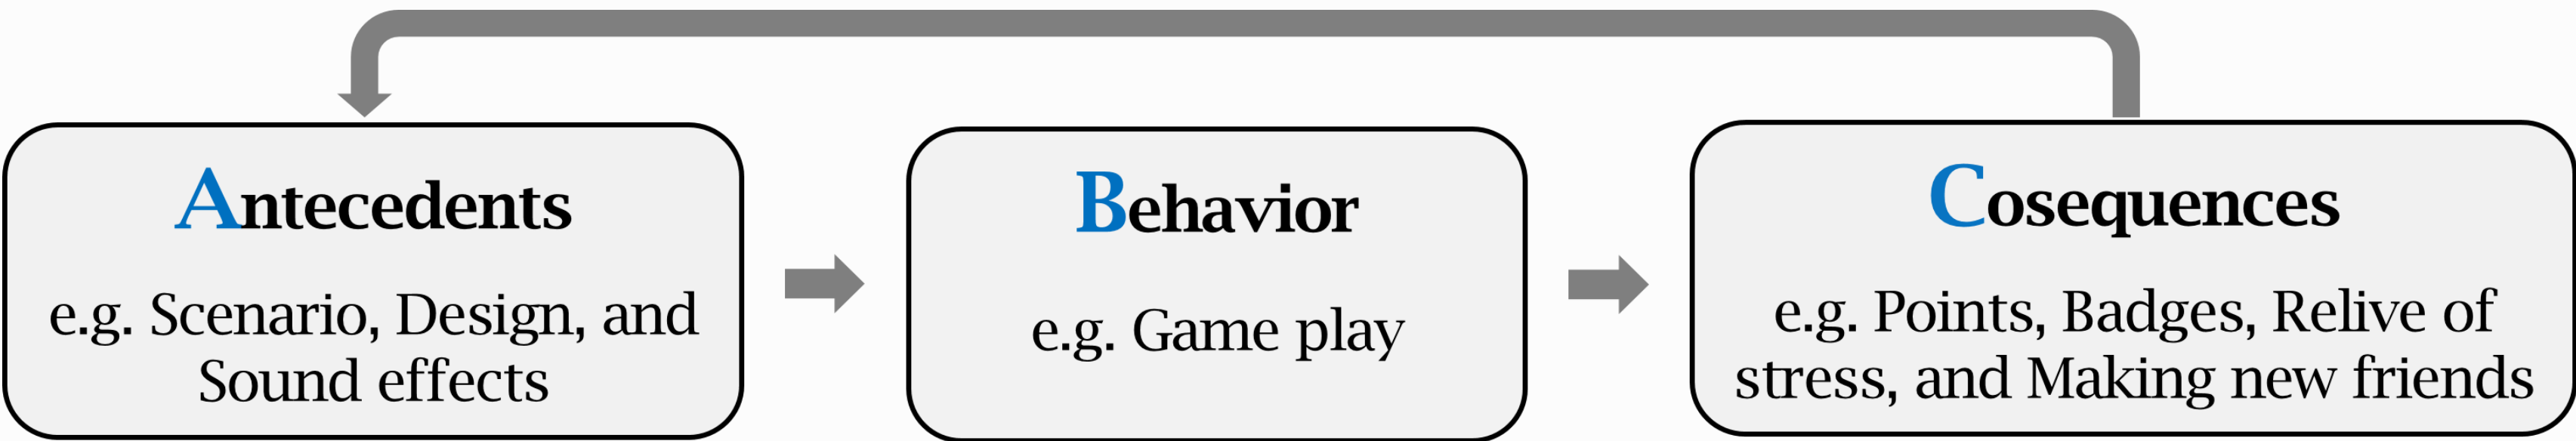 Antecedents
e.g. Scenario, Design, and
Sound effects
Behavior
e.g. Game play
Cosequences
e.g. Points, Badges, Relive of
stress, and Making new friends